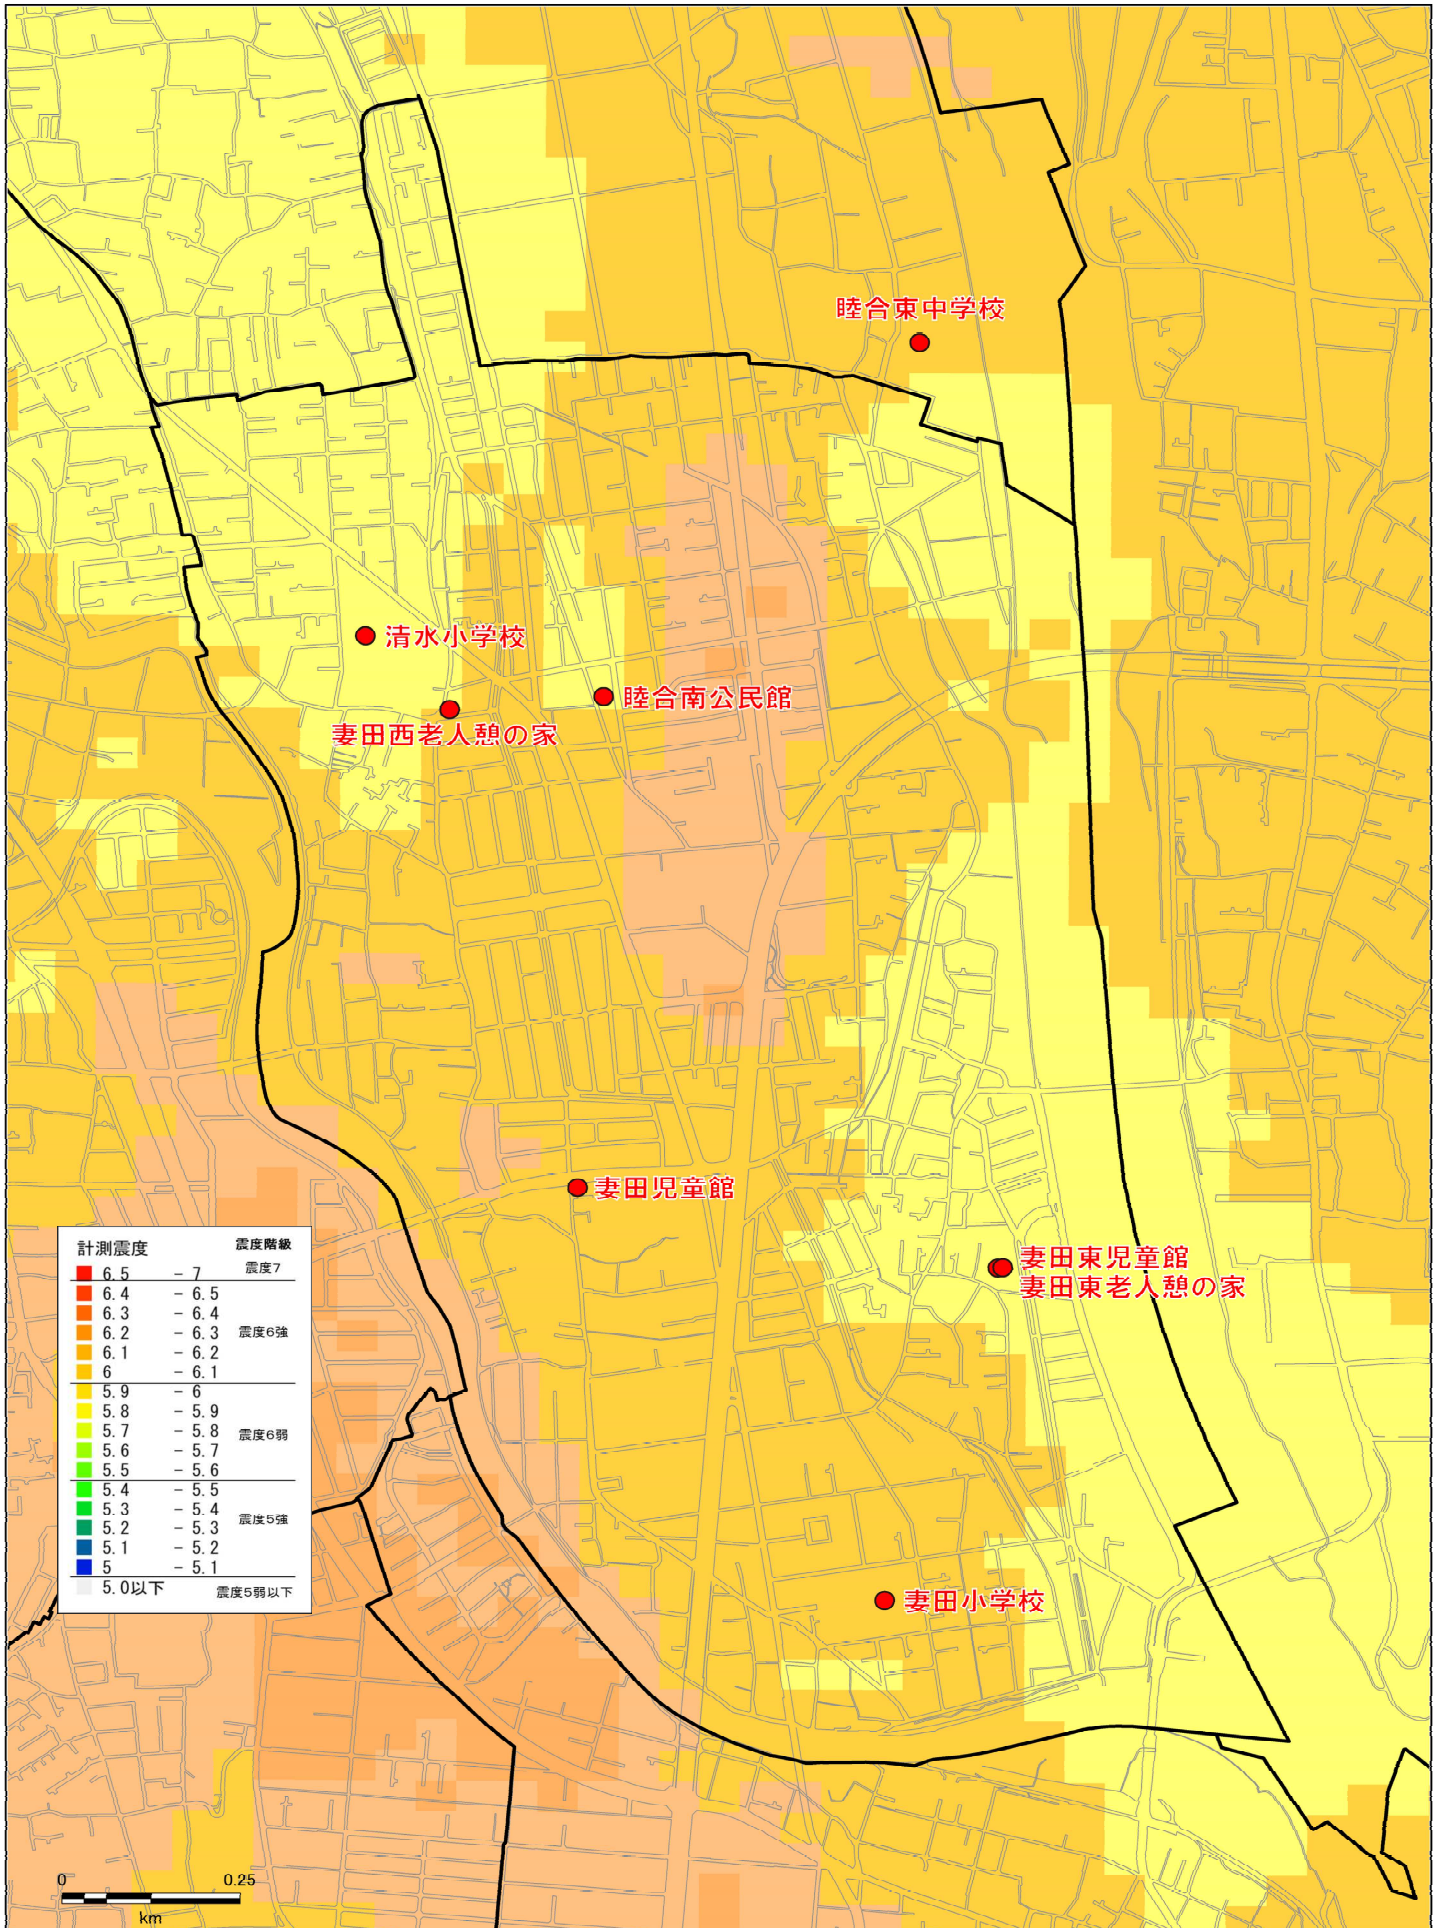 睦合東中学校
清水小学校
睦合南公民館
妻田西老人憩の家
妻田児童館
妻田東児童館
妻田東老人憩の家
妻田小学校
計測震度 震度階級
6.5 - 7 震度7
6.4 - 6.5
6.3 - 6.4
6.2 - 6.3 震度6強
6.1 - 6.2
6 - 6.1
5.9 - 6
5.8 - 5.9
5.7 - 5.8 震度6弱
5.6 - 5.7
5.5 - 5.6
5.4 - 5.5
5.3 - 5.4 震度5強
5.2 - 5.3
5.1 - 5.2
5 - 5.1
5.0以下 震度5弱以下
0 0.25
km